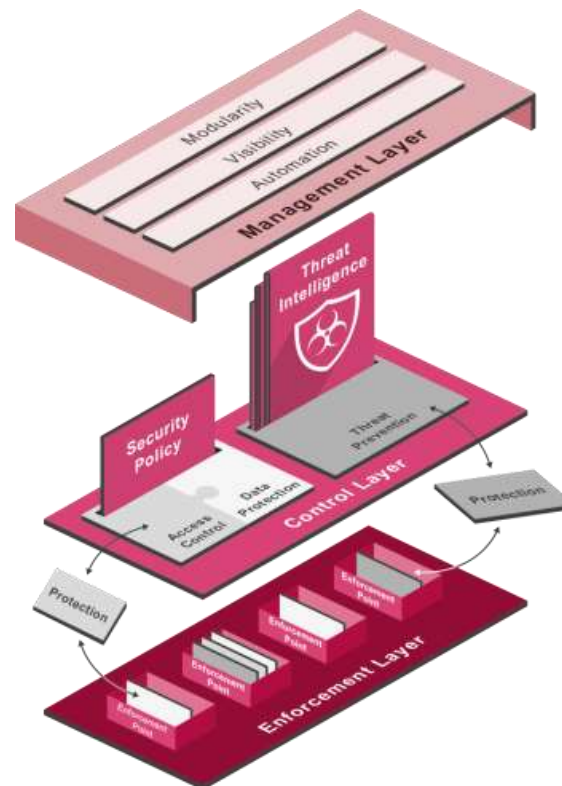 Modularity
Visibility
Automation
Management Layer
Threat
Intelligence
Security
Policy
Threat
Prevention
Access
Control
Data
Protection
Control Layer
Protection
Protection
Enforcement
Point
Enforcement
Point
Enforcement
Point
Enforcement
Point
Enforcement Layer